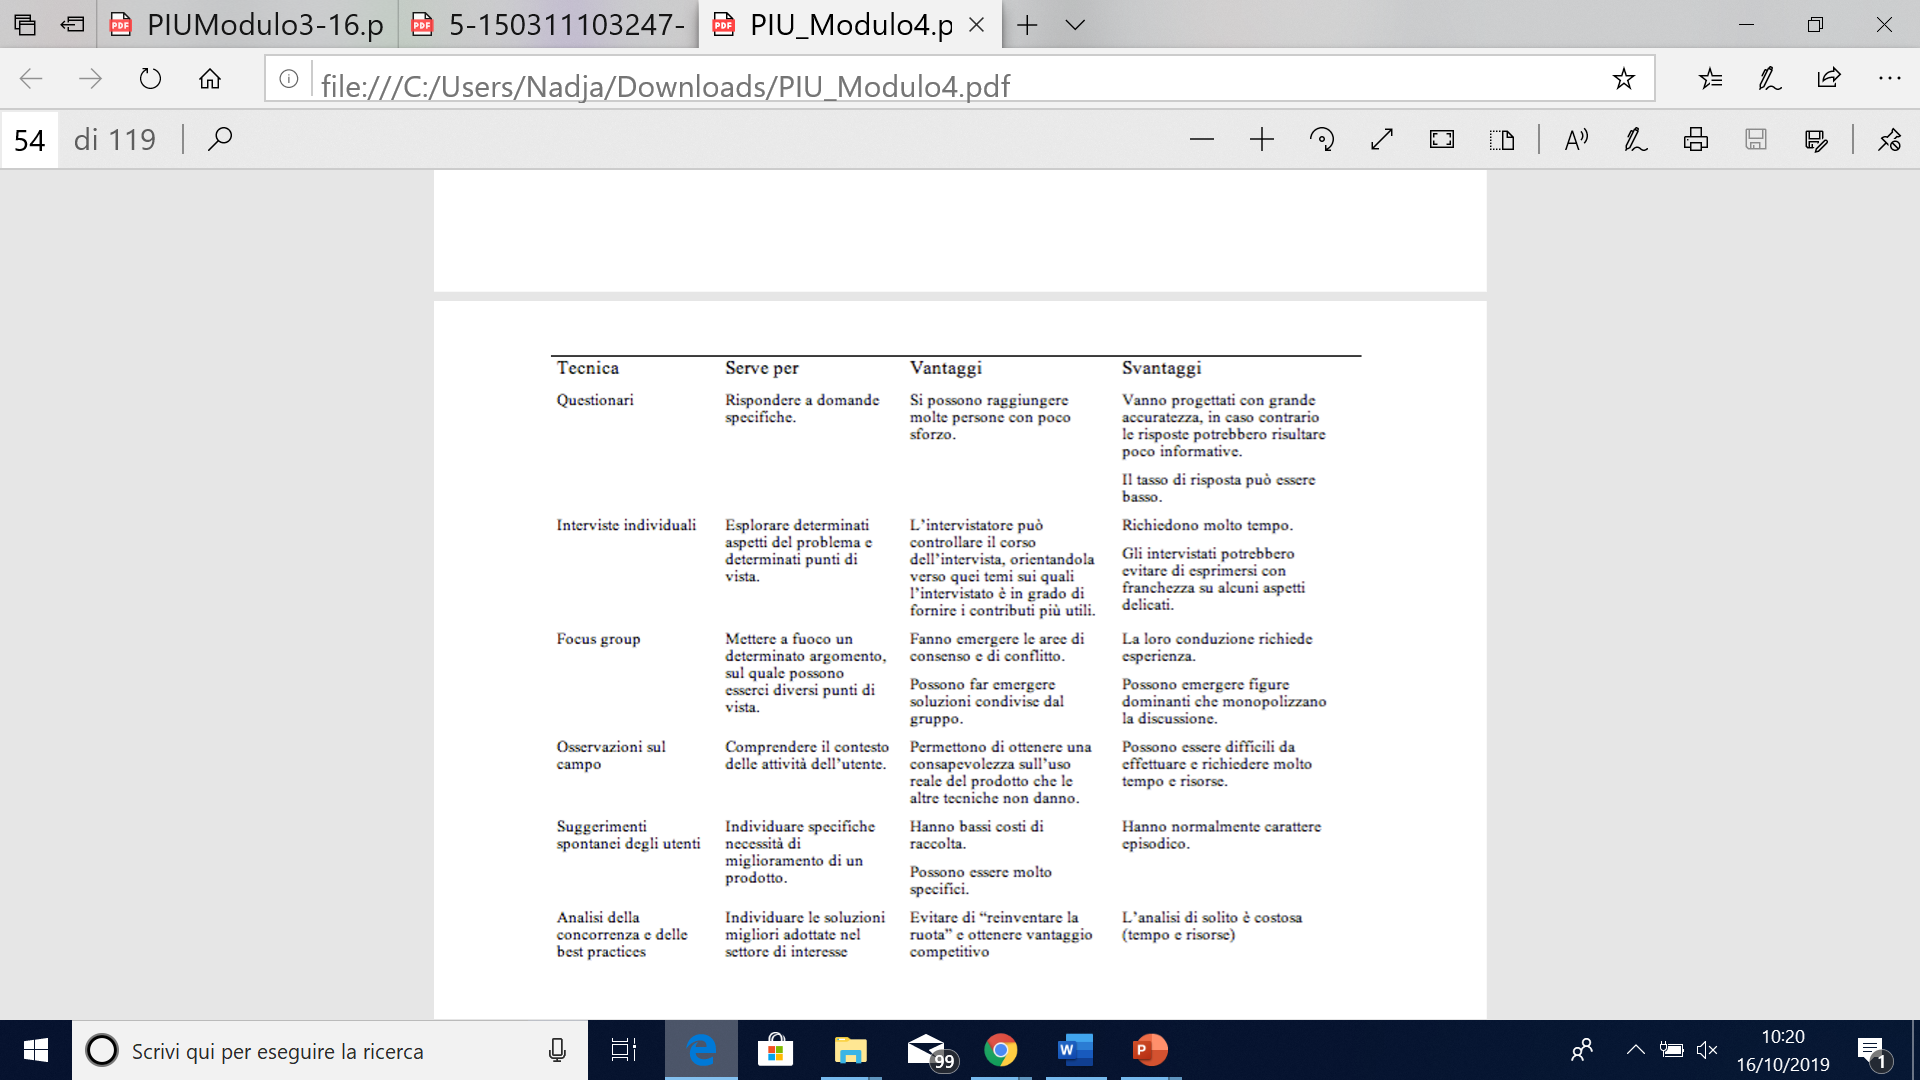 PIUModulo3-16.p
5-150311103247-
PIU_Modulo4.p
file:///C:/Users/Nadja/Downloads/PIU_Modulo4.pdf
54 di 119
Tecnica
Serve per
Vantaggi
Svantaggi
Questionari
Rispondere a domande
specifiche.
Si possono raggiungere
molte persone con poco
sforzo.
Vanno progettati con grande
accuratezza, in caso contrario
le risposte potrebbero risultare
poco informative.
Il tasso di risposta può essere
basso.
Interviste individuali
Esplorare determinati
aspetti del problema e
determinati punti di
vista.
L’intervistatore può
controllare il corso
dell’intervista, orientandola
verso quei temi sui quali
l’intervistato è in grado di
fornire i contributi più utili.
Richiedono molto tempo.
Gli intervistati potrebbero
evitare di esprimersi con
franchezza su alcuni aspetti
delicati.
Focus group
Mettere a fuoco un
determinato argomento,
sul quale possono
esserci diversi punti di
vista.
Fanno emergere le aree di
consenso e di conflitto.
Possono far emergere
soluzioni condivise dal
gruppo.
La loro conduzione richiede
esperienza.
Possono emergere figure
dominanti che monopolizzano
la discussione.
Osservazioni sul
campo
Comprendere il contesto
delle attività dell’utente.
Permettono di ottenere una
consapevolezza sull’uso
reale del prodotto che le
altre tecniche non danno.
Possono essere difficili da
effettuare e richiedere molto
tempo e risorse.
Suggerimenti
spontanei degli utenti
Individuare specifiche
necessità di
miglioramento di un
prodotto.
Hanno bassi costi di
raccolta.
Possono essere molto
specifici.
Hanno normalmente carattere
episodico.
Analisi della
concorrenza e delle
best practices
Individuare le soluzioni
migliori adottate nel
settore di interesse
Evitare di “reinventare la
ruota” e ottenere vantaggio
competitivo
L’analisi di solito è costosa
(tempo e risorse)
Scrivi qui per eseguire la ricerca
99
10:20
16/10/2019
1